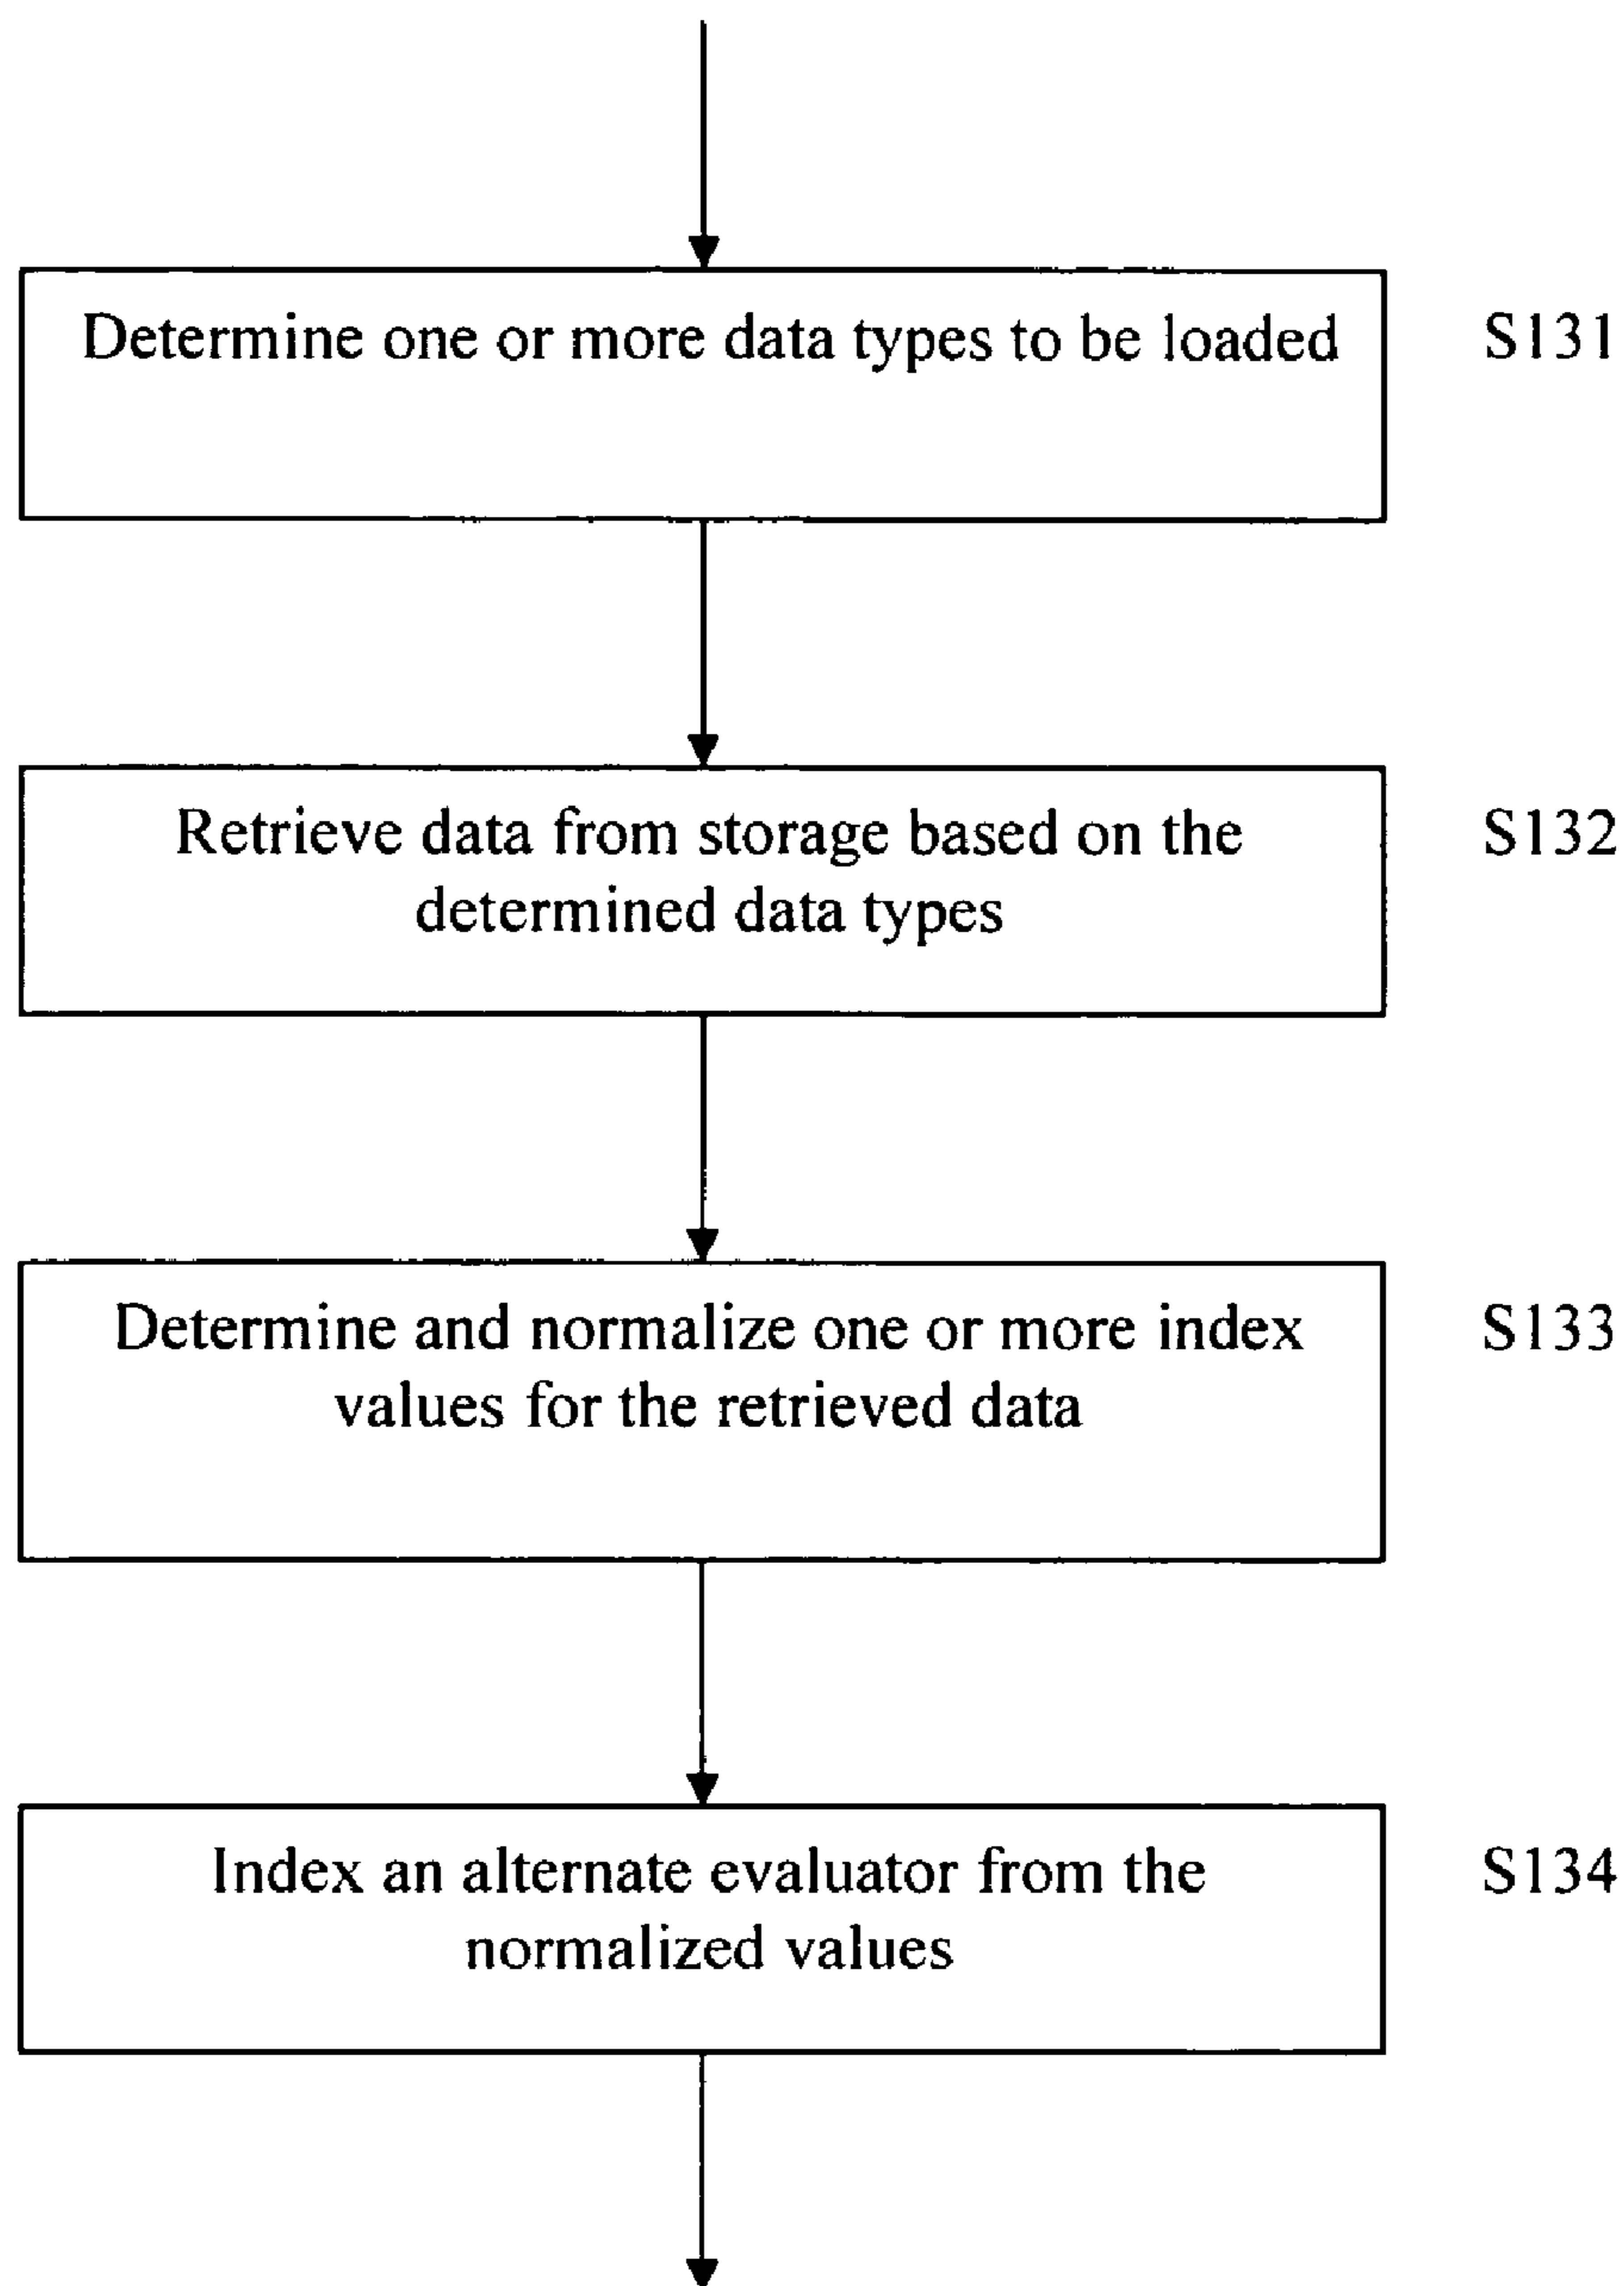 Determine one or more data types to be loaded
S131
Retrieve data from storage based on the
S132
determined data types
Determine and normalize one or more index
S133
values for the retrieved data
Index an alternate evaluator from the
S134
normalized values